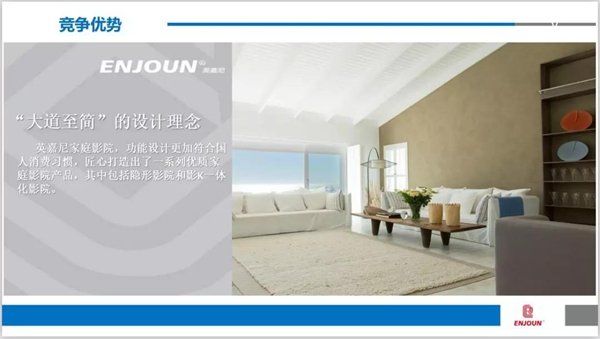 竞争优势
ENJOUN®
英嘉尼
“大道至简”的设计理念
英嘉尼家庭影院，功能设计更加符合国
人消费习惯，匠心打造出了一系列优质家
庭影院产品，其中包括隐形影院和影K一体
化影院。
ENJOUN